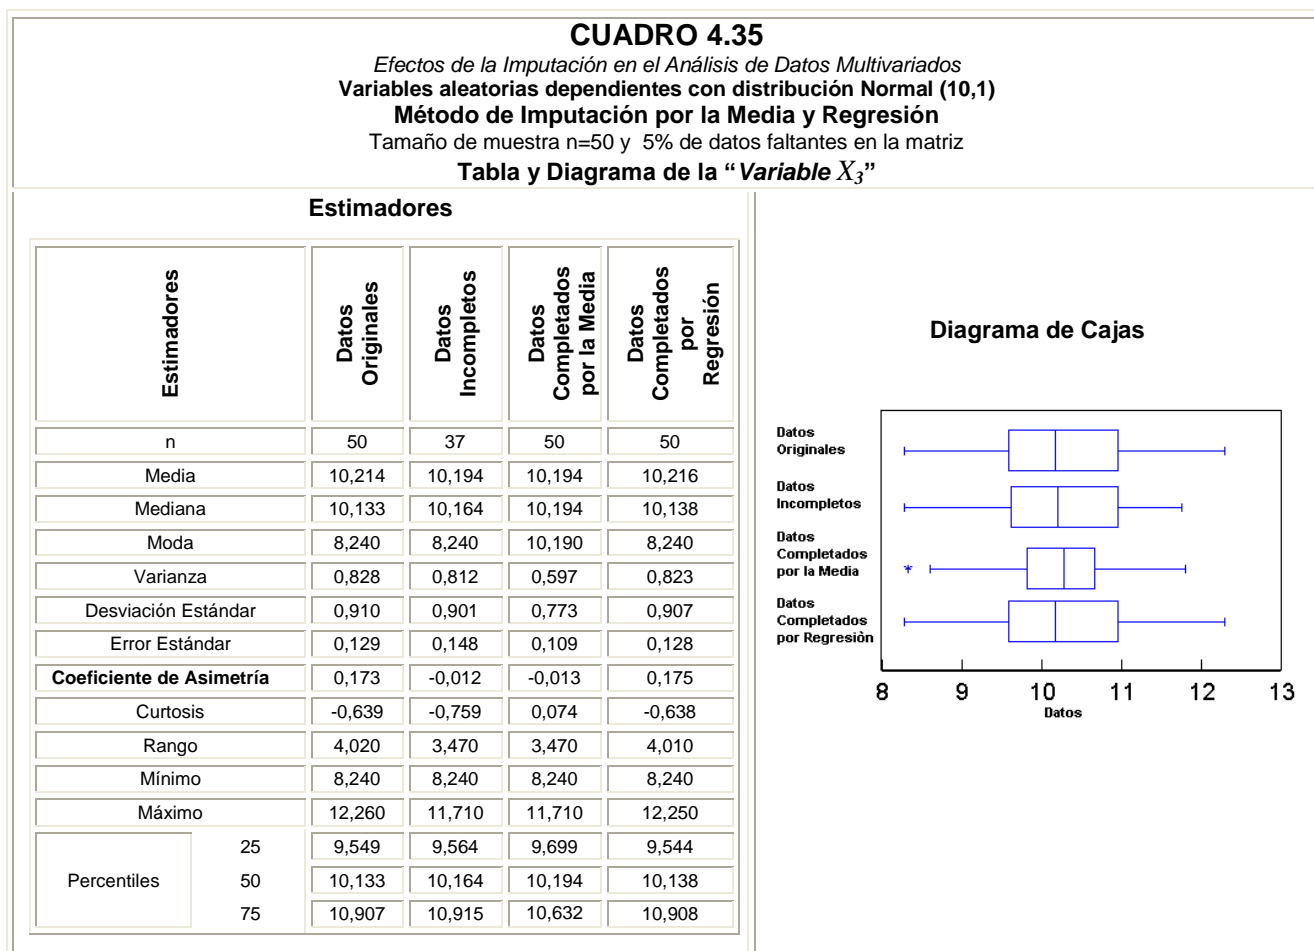 CUADRO 4.35
Efectos de la Imputación en el Análisis de Datos Multivariados
Variables aleatorias dependientes con distribución Normal (10,1)
Método de Imputación por la Media y Regresión
Tamaño de muestra n=50 y 5% de datos faltantes en la matriz
Tabla y Diagrama de la “Variable X3”
Estimadores
Estimadores
Datos
Originales
Datos
Incompletos
Datos
Completados
por la Media
Datos
Completados
por
Regresión
n 50 37 50 50
Media 10,214 10,194 10,194 10,216
Mediana 10,133 10,164 10,194 10,138
Moda 8,240 8,240 10,190 8,240
Varianza 0,828 0,812 0,597 0,823
Desviación Estándar 0,910 0,901 0,773 0,907
Error Estándar 0,129 0,148 0,109 0,128
Coeficiente de Asimetría 0,173 -0,012 -0,013 0,175
Curtosis -0,639 -0,759 0,074 -0,638
Rango 4,020 3,470 3,470 4,010
Mínimo 8,240 8,240 8,240 8,240
Máximo 12,260 11,710 11,710 12,250
Percentiles
25 9,549 9,564 9,699 9,544
50 10,133 10,164 10,194 10,138
75 10,907 10,915 10,632 10,908
Diagrama de Cajas
Datos
Originales
Datos
Incompletos
Datos
Completados
por la Media
Datos
Completados
por Regresiòn
8 9 10 11 12 13
Datos